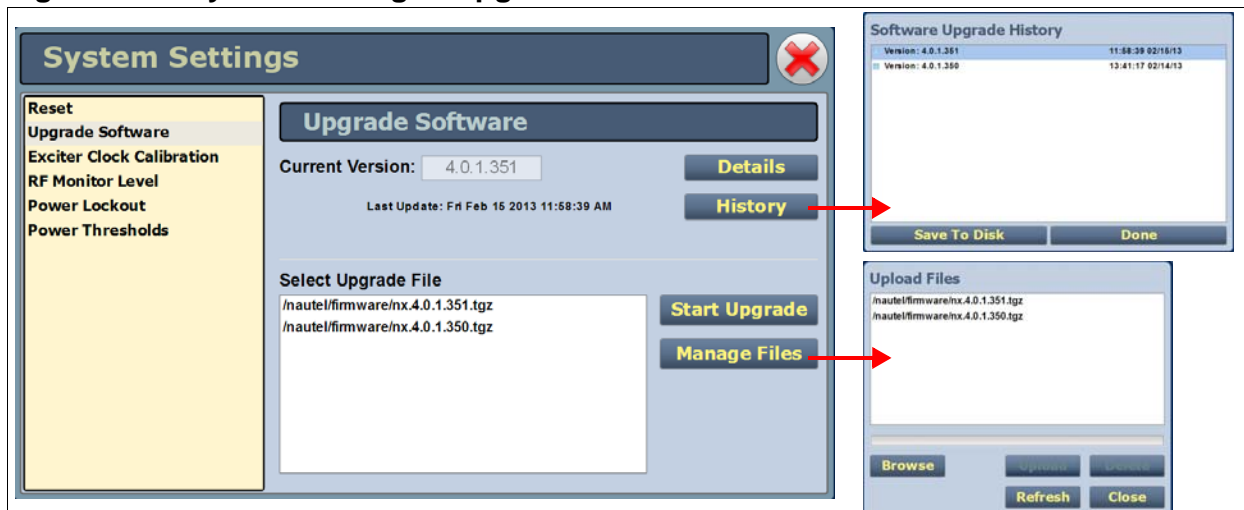 System Settings
Reset
Upgrade Software
Exciter Clock Calibration
RF Monitor Level
Power Lockout
Power Thresholds
Upgrade Software
Current Version: 4.0.1.351
Details
Last Update: Fri Feb 15 2013 11:58:39 AM
History
Select Upgrade File
/nautel/firmware/nx.4.0.1.351.tgz
/nautel/firmware/nx.4.0.1.350.tgz
Start Upgrade
Manage Files
Software Upgrade History
Version: 4.0.1.351 11:58:39 02/15/13
Version: 4.0.1.350 13:41:17 02/14/13
Save To Disk
Done
Upload Files
/nautel/firmware/nx.4.0.1.351.tgz
/nautel/firmware/nx.4.0.1.350.tgz
Browse
Upload
Delete
Refresh
Close